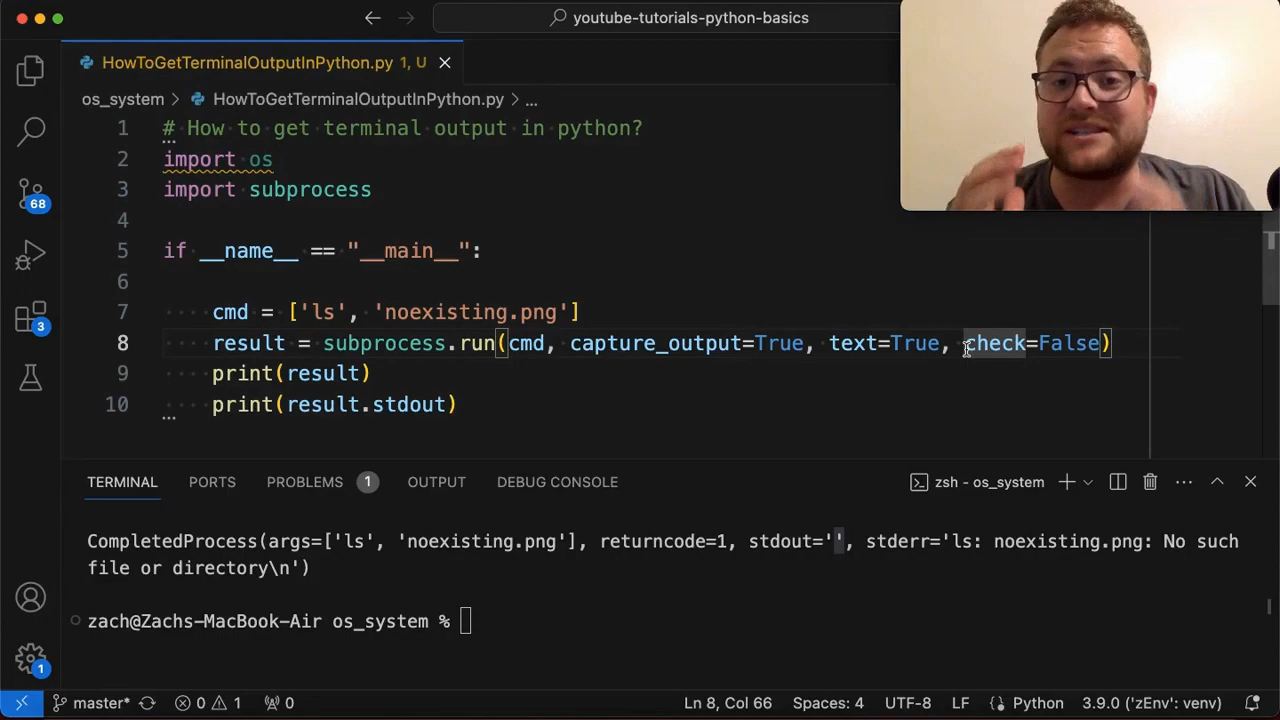 youtube-tutorials-python-basics
HowToGetTerminalOutputInPython.py 1, U
os_system > HowToGetTerminalOutputInPython.py > ...
1 # How to get terminal output in python?
2 import os
3 import subprocess
4
5 if __name__ == "__main__":
6
7 cmd = ['ls', 'noexisting.png']
8 result = subprocess.run(cmd, capture_output=True, text=True, check=False)
9 print(result)
10 print(result.stdout)
68
3
TERMINAL PORTS PROBLEMS 1 OUTPUT DEBUG CONSOLE zsh - os_system
CompletedProcess(args=['ls', 'noexisting.png'], returncode=1, stdout='', stderr='ls: noexisting.png: No such
file or directory\n')
zach@Zachs-MacBook-Air os_system %
1
master* 0 1 0 Ln 8, Col 66 Spaces: 4 UTF-8 LF Python 3.9.0 ('zEnv': venv)